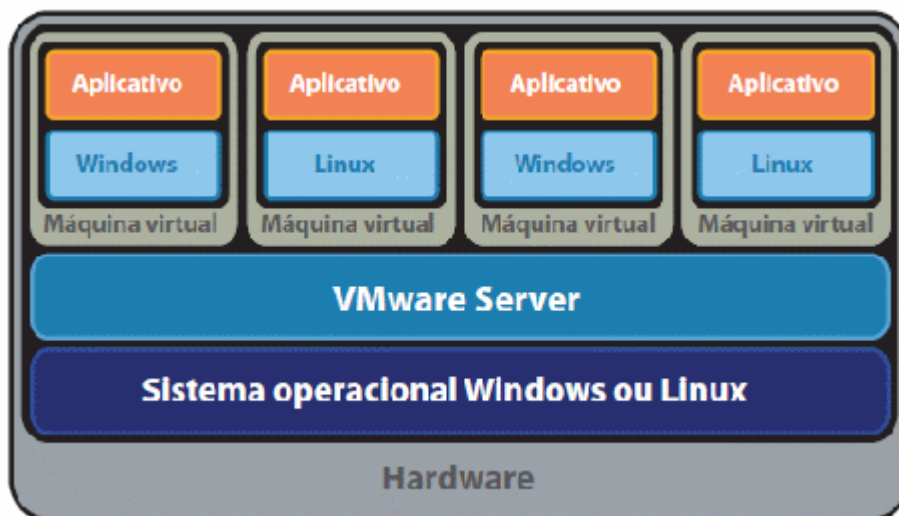 Aplicativo Aplicativo Aplicativo Aplicativo
Windows Linux Windows Linux
Máquina virtual Máquina virtual Máquina virtual Máquina virtual
VMware Server
Sistema operacional Windows ou Linux
Hardware